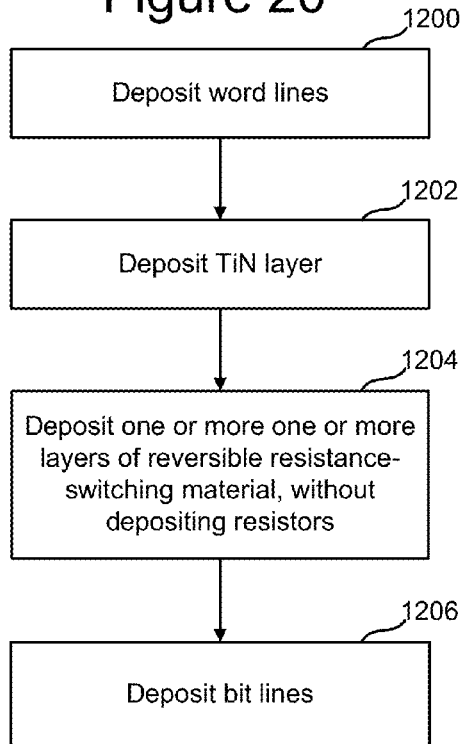 Figure 20
1200
Deposit word lines
1202
Deposit TiN layer
1204
Deposit one or more one or more
layers of reversible resistance-
switching material, without
depositing resistors
1206
Deposit bit lines